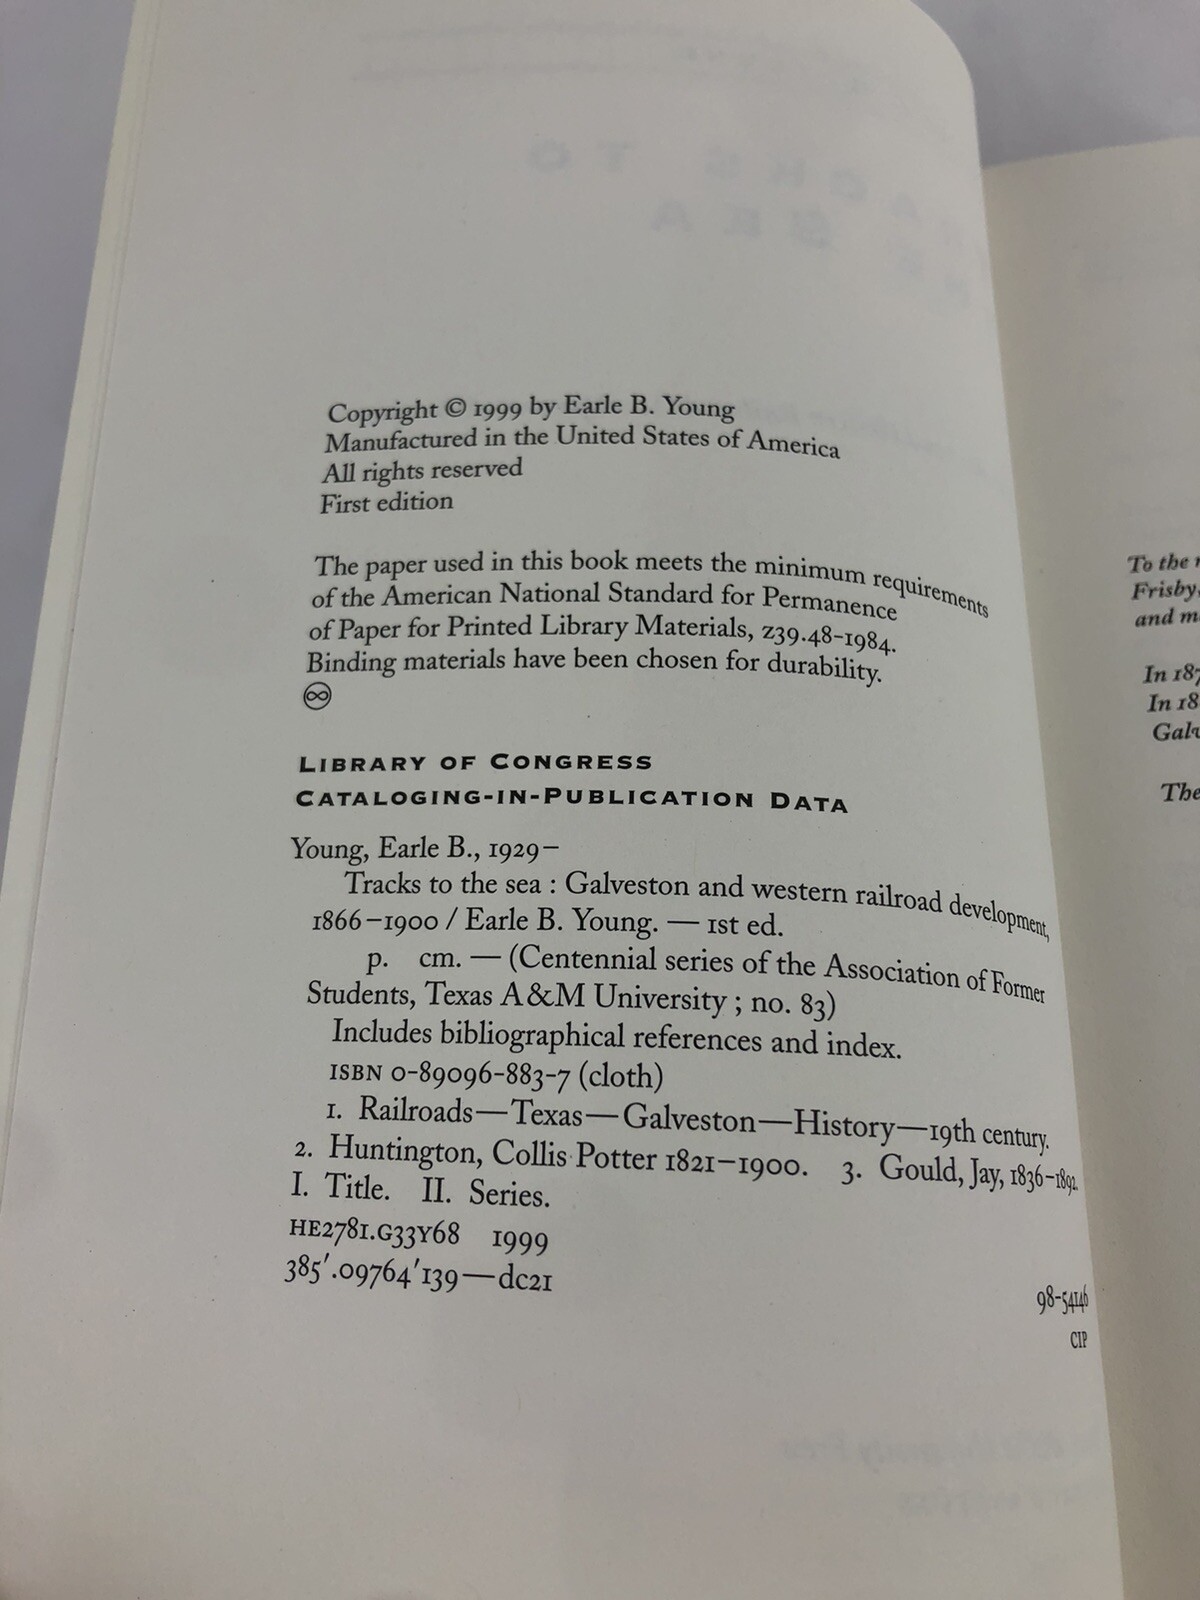 Copyright © 1999 by Earle B. Young
Manufactured in the United States of America
All rights reserved
First edition
The paper used in this book meets the minimum requirements
of the American National Standard for Permanence
of Paper for Printed Library Materials, Z39.48-1984.
Binding materials have been chosen for durability.
♾
LIBRARY OF CONGRESS
CATALOGING-IN-PUBLICATION DATA
Young, Earle B., 1929–
Tracks to the sea : Galveston and western railroad development,
1866–1900 / Earle B. Young. — 1st ed.
p. cm. — (Centennial series of the Association of Former
Students, Texas A&M University ; no. 83)
Includes bibliographical references and index.
ISBN 0-89096-883-7 (cloth)
1. Railroads—Texas—Galveston—History—19th century.
2. Huntington, Collis Potter 1821–1900. 3. Gould, Jay, 1836–1892.
I. Title. II. Series.
HE2781.G33Y68 1999
385'.09764'139—dc21
98-54146
CIP
To the
Frisby,
and
In 187
In 18
Galv
The